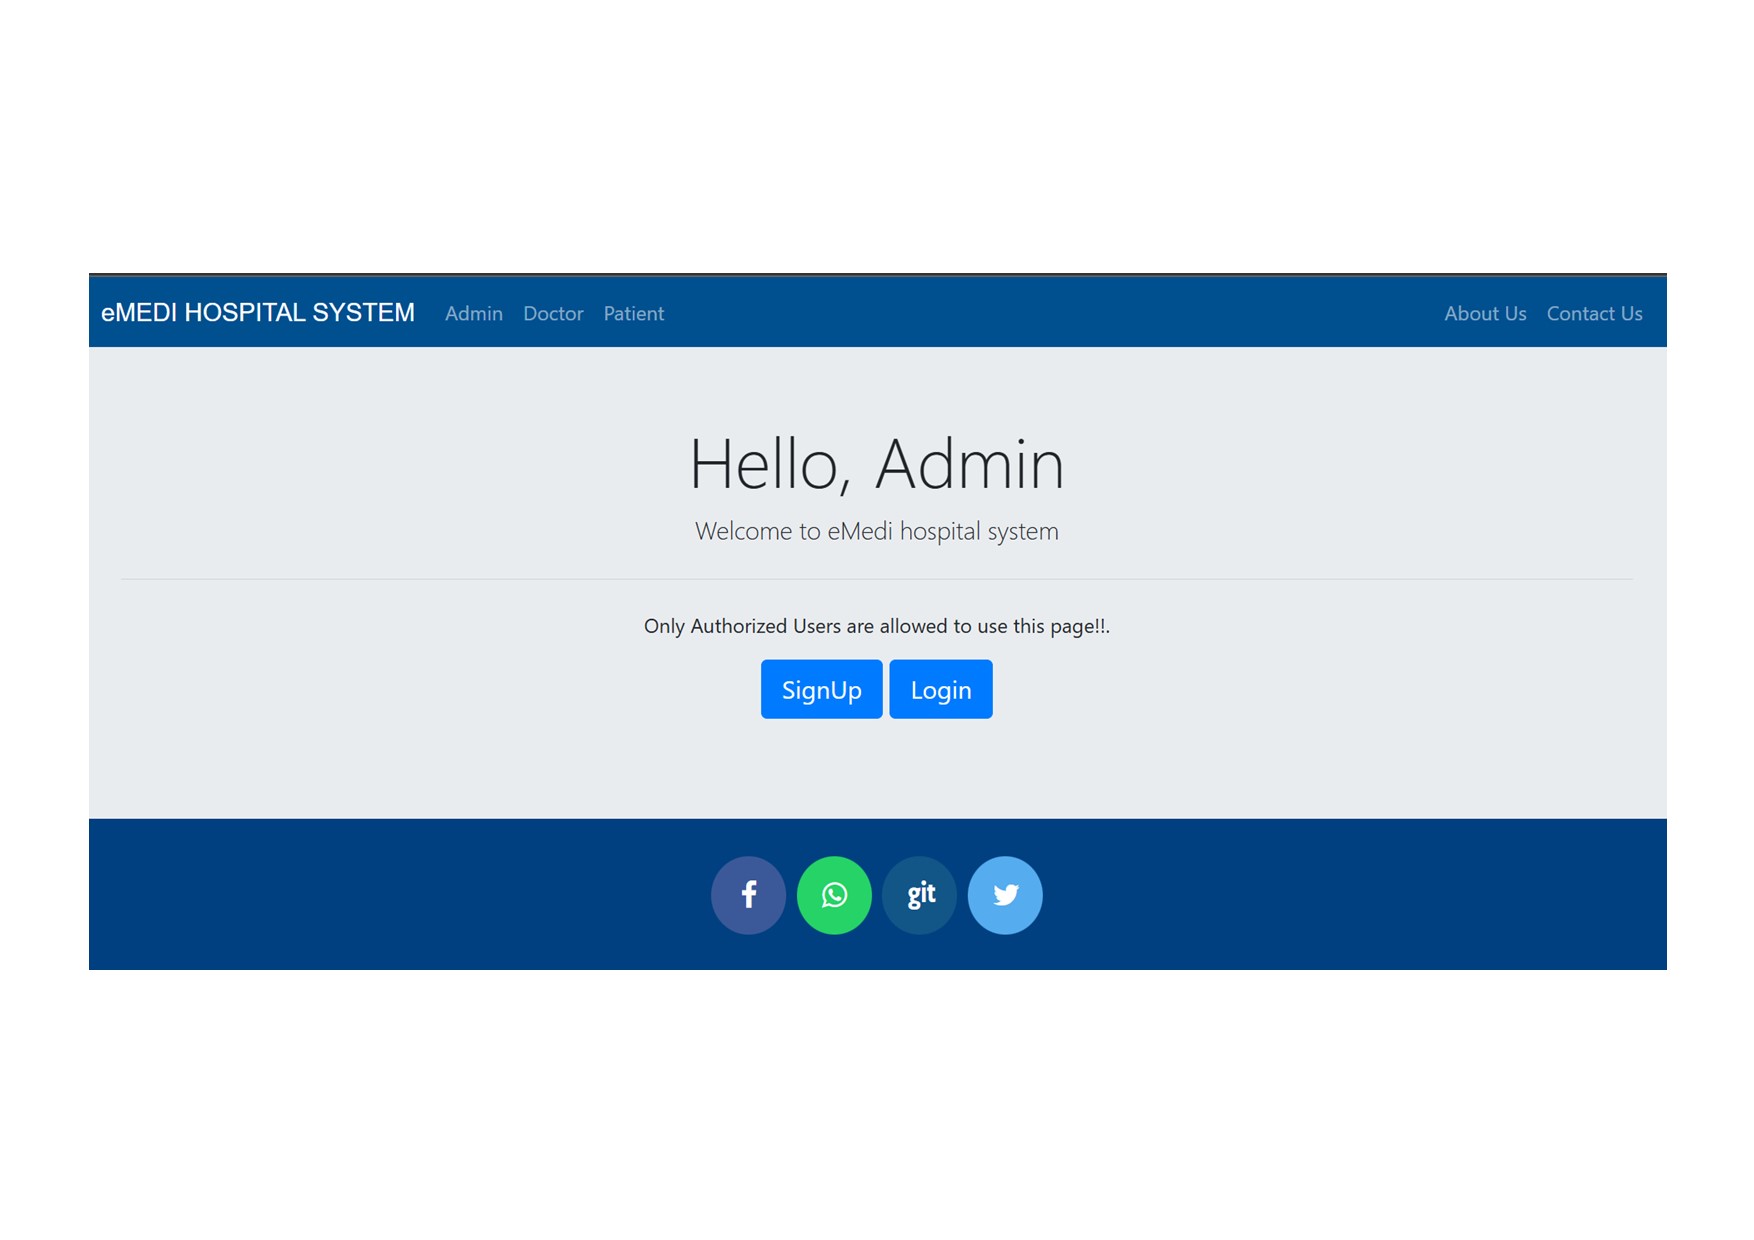 eMEDI HOSPITAL SYSTEM Admin Doctor Patient About Us Contact Us
Hello, Admin
Welcome to eMedi hospital system
Only Authorized Users are allowed to use this page!!.
SignUp Login
git